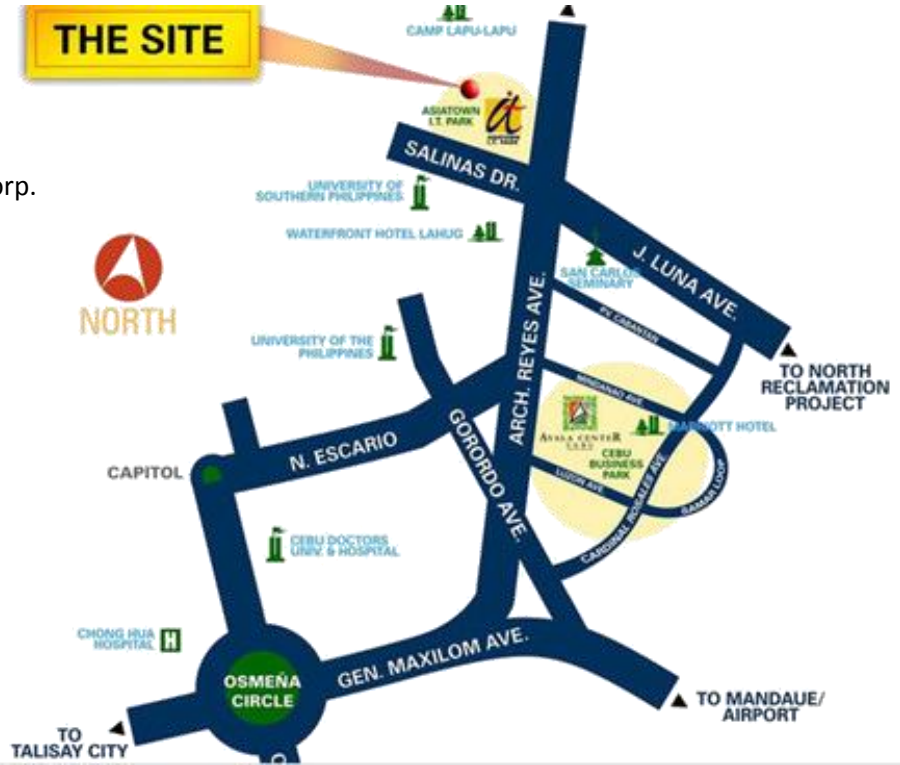 THE SITE
CAMP LAPU-LAPU
ASIATOWN
I.T. PARK
it
SALINAS DR.
orp.
UNIVERSITY OF
SOUTHERN PHILIPPINES
WATERFRONT HOTEL LAHUG
J. LUNA AVE.
SAN CARLOS
SEMINARY
NORTH
ARCH. REYES AVE.
UNIVERSITY OF THE
PHILIPPINES
TO NORTH
RECLAMATION
PROJECT
MINDANAO AVE
GORORDO AVE.
AYALA CENTER
CEBU
MARRIOTT HOTEL
N. ESCARIO
CEBU
BUSINESS
PARK
CAPITOL
LUZON AVE
SAMAR LOOP
CARDINAL ROSALES AVE
CEBU DOCTORS
UNIV. & HOSPITAL
CHONG HUA
HOSPITAL
H
GEN. MAXILOM AVE.
OSMEÑA
CIRCLE
TO MANDAUE/
AIRPORT
TO
TALISAY CITY